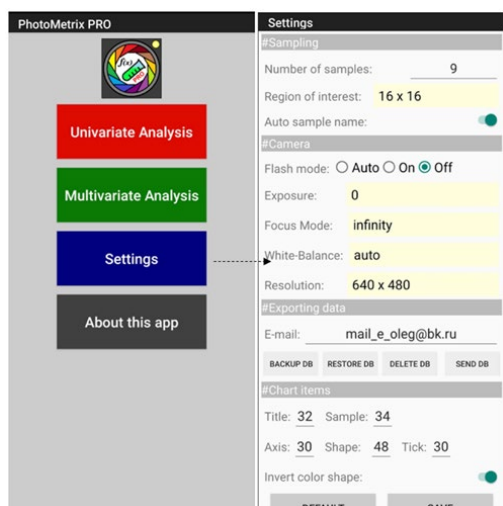 PhotoMetrix PRO
f(x)
PRO
Univariate Analysis
Multivariate Analysis
Settings
About this app
Settings
#Sampling
Number of samples: 9
Region of interest: 16 x 16
Auto sample name:
#Camera
Flash mode: Auto On Off
Exposure: 0
Focus Mode: infinity
White-Balance: auto
Resolution: 640 x 480
#Exporting data
E-mail: mail_e_oleg@bk.ru
BACKUP DB RESTORE DB DELETE DB SEND DB
#Chart items
Title: 32 Sample: 34
Axis: 30 Shape: 48 Tick: 30
Invert color shape:
DEFAULT SAVE